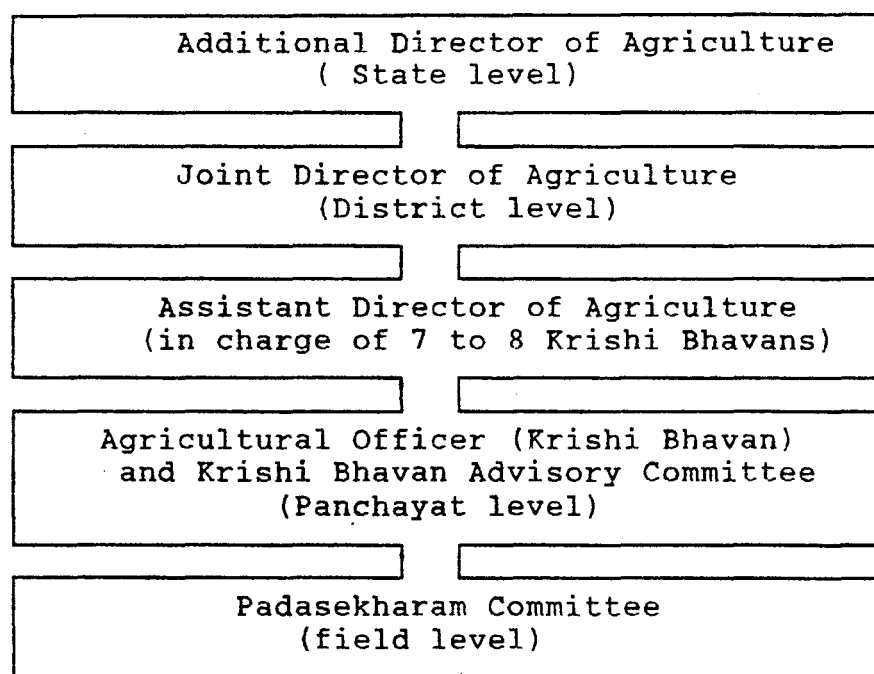 Additional Director of Agriculture
( State level)
Joint Director of Agriculture
(District level)
Assistant Director of Agriculture
(in charge of 7 to 8 Krishi Bhavans)
Agricultural Officer (Krishi Bhavan)
and Krishi Bhavan Advisory Committee
(Panchayat level)
Padasekharam Committee
(field level)